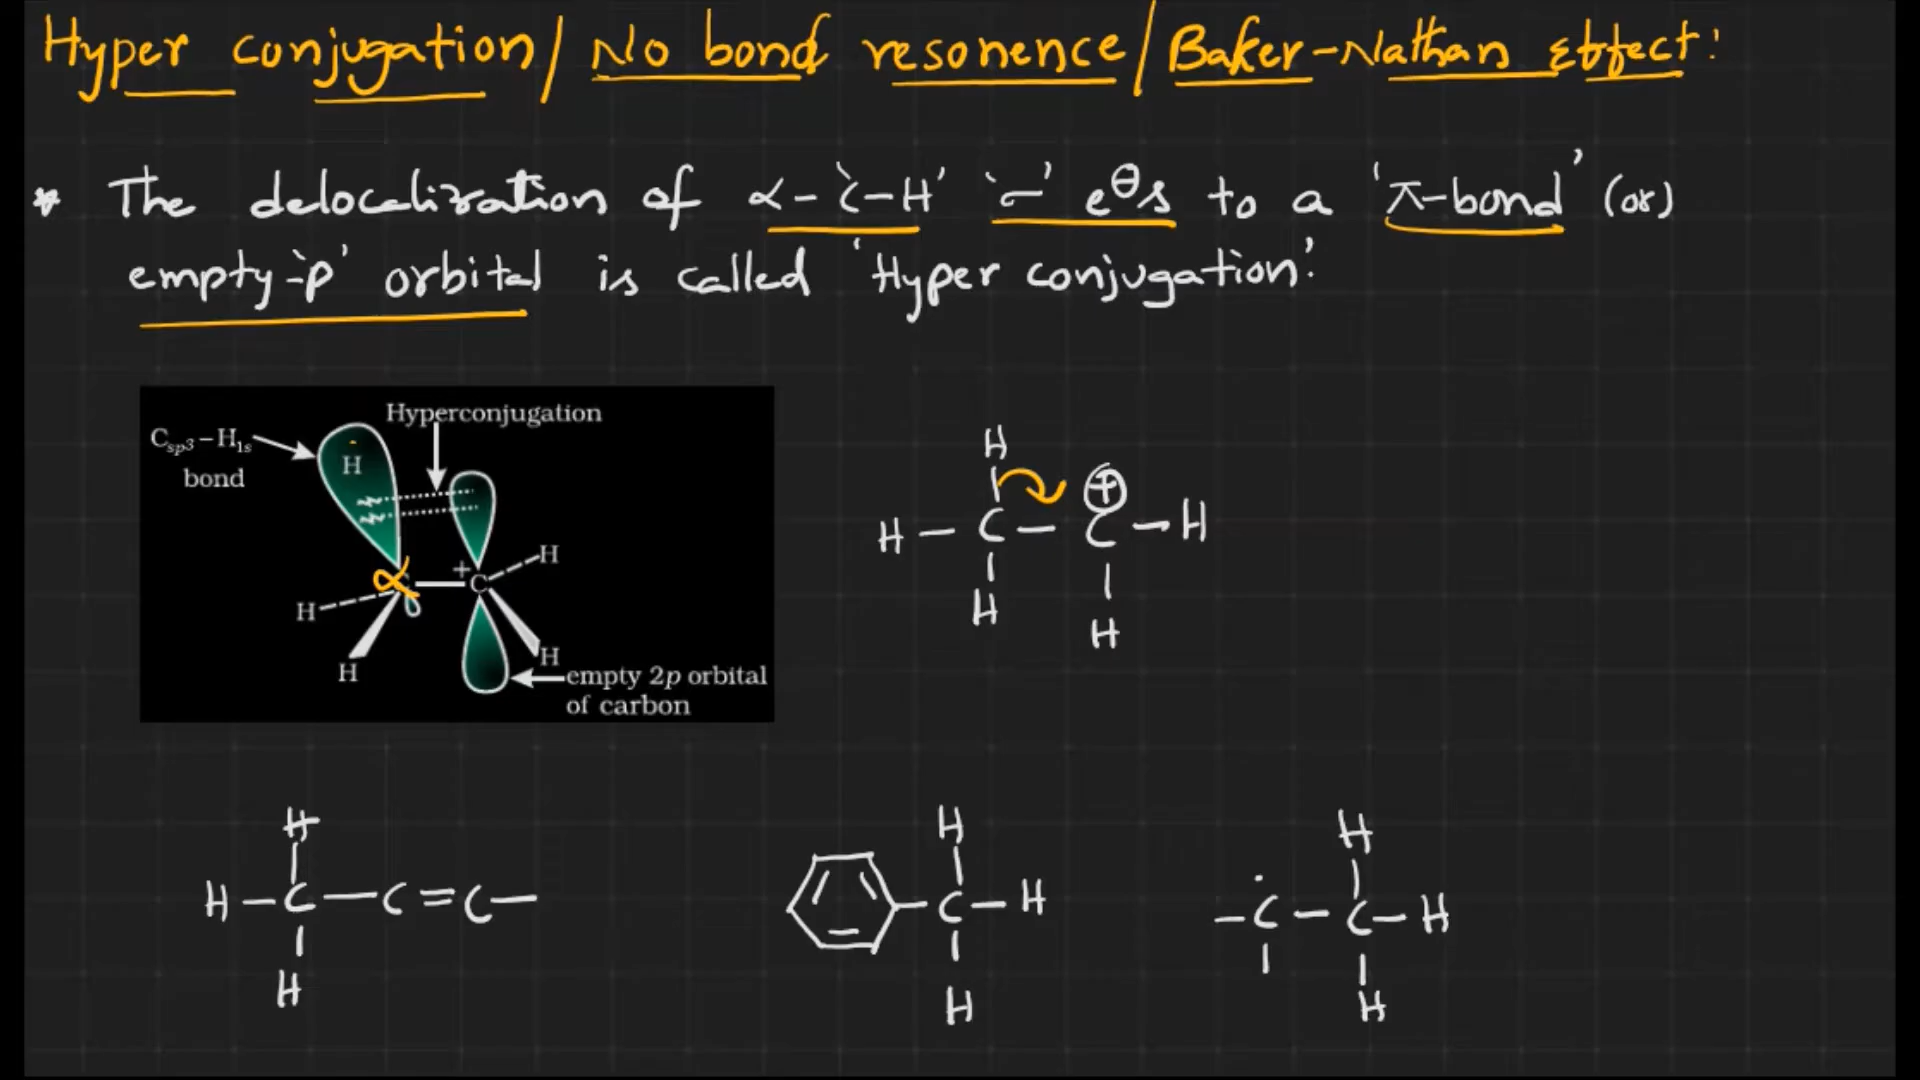 Hyper conjugation/ No bond resonence/Baker-Nathan effect:
* The delocalization of 'α-C-H' 'σ' e⊖s to a 'π-bond' (or)
empty-'p' orbital is called 'Hyper conjugation'.
Hyperconjugation
Csp3–H1s
bond
H
α
+
C
H
H
H
H
empty 2p orbital
of carbon
H
⊕
H – C – C – H
H
H
H
H – C – C = C –
H
H
C – H
H
H
– Ċ – C – H
H